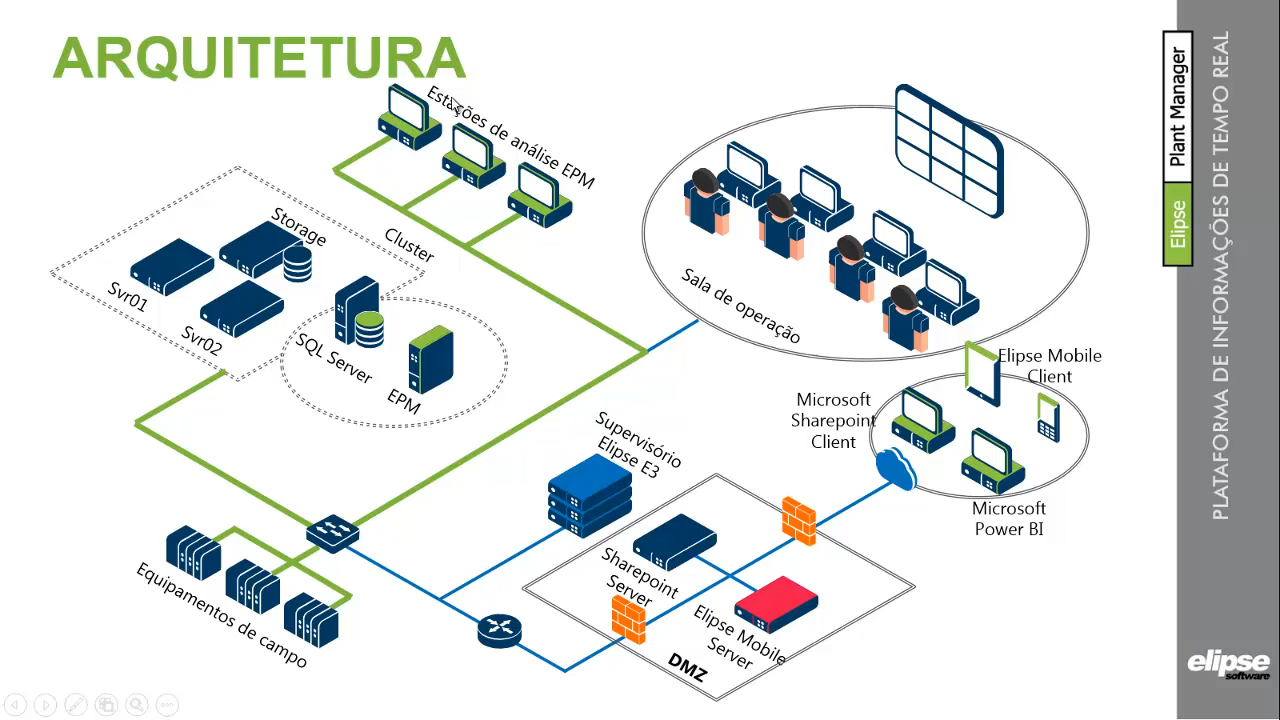 ARQUITETURA
Estações de análise EPM
Storage
Cluster
Svr01
Svr02
SQL Server
EPM
Sala de operação
Elipse Mobile
Client
Microsoft
Sharepoint
Client
Microsoft
Power BI
Supervisório
Elipse E3
Sharepoint
Server
Elipse Mobile
Server
DMZ
Equipamentos de campo
Elipse Plant Manager
PLATAFORMA DE INFORMAÇÕES DE TEMPO REAL
elipse
software